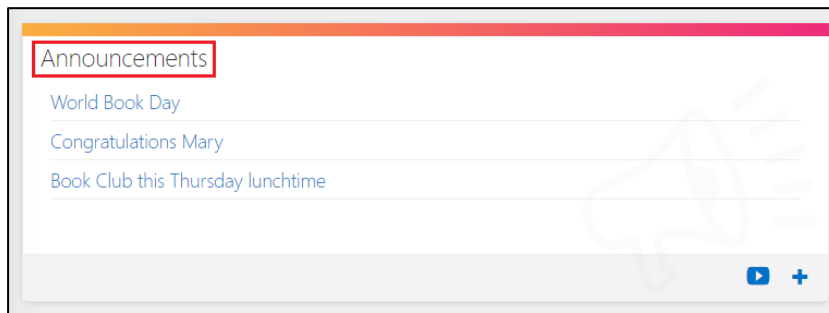 Announcements
World Book Day
Congratulations Mary
Book Club this Thursday lunchtime